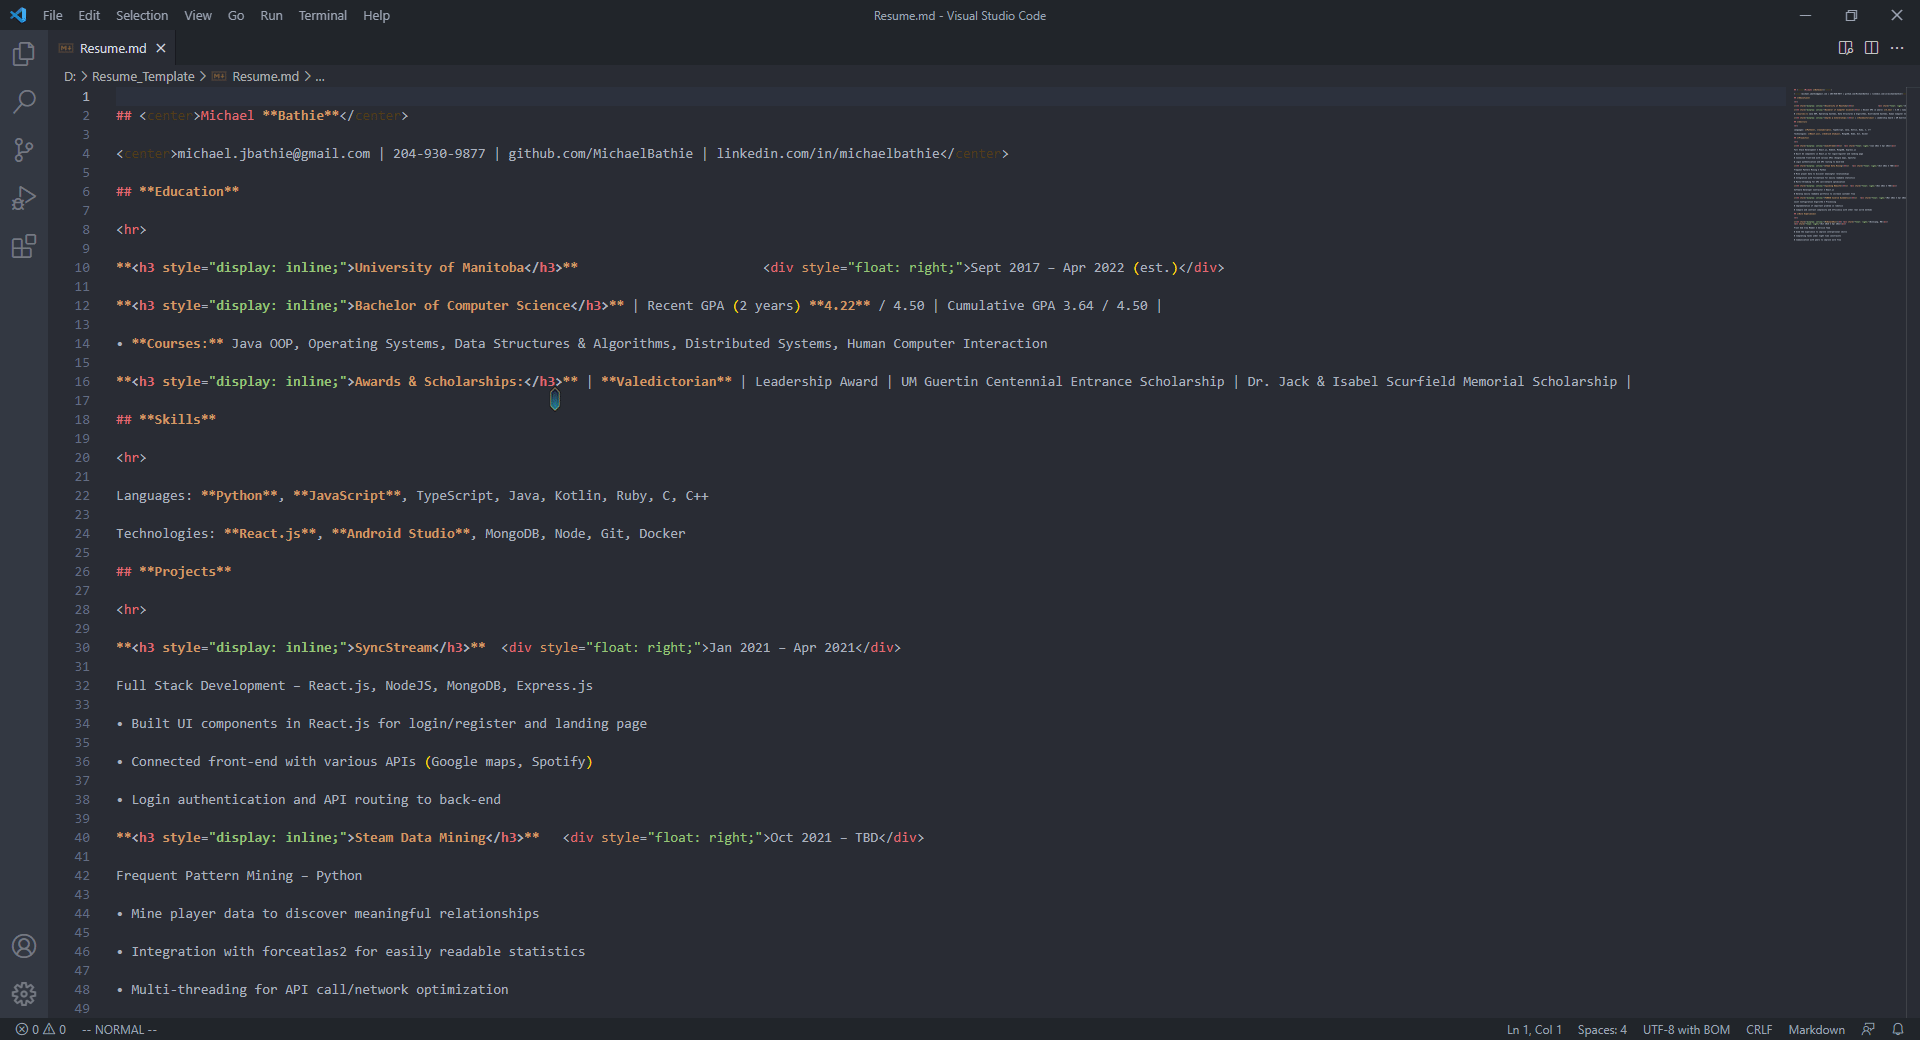 File Edit Selection View Go Run Terminal Help
Resume.md - Visual Studio Code
Resume.md
D: > Resume_Template > Resume.md > ...
1
2 ## <center>Michael **Bathie**</center>
3
4 <center>michael.jbathie@gmail.com | 204-930-9877 | github.com/MichaelBathie | linkedin.com/in/michaelbathie</center>
5
6 ## **Education**
7
8 <hr>
9
10 **<h3 style="display: inline;">University of Manitoba</h3>** <div style="float: right;">Sept 2017 – Apr 2022 (est.)</div>
11
12 **<h3 style="display: inline;">Bachelor of Computer Science</h3>** | Recent GPA (2 years) **4.22** / 4.50 | Cumulative GPA 3.64 / 4.50 |
13
14 • **Courses:** Java OOP, Operating Systems, Data Structures & Algorithms, Distributed Systems, Human Computer Interaction
15
16 **<h3 style="display: inline;">Awards & Scholarships:</h3>** | **Valedictorian** | Leadership Award | UM Guertin Centennial Entrance Scholarship | Dr. Jack & Isabel Scurfield Memorial Scholarship |
17
18 ## **Skills**
19
20 <hr>
21
22 Languages: **Python**, **JavaScript**, TypeScript, Java, Kotlin, Ruby, C, C++
23
24 Technologies: **React.js**, **Android Studio**, MongoDB, Node, Git, Docker
25
26 ## **Projects**
27
28 <hr>
29
30 **<h3 style="display: inline;">SyncStream</h3>** <div style="float: right;">Jan 2021 – Apr 2021</div>
31
32 Full Stack Development – React.js, NodeJS, MongoDB, Express.js
33
34 • Built UI components in React.js for login/register and landing page
35
36 • Connected front-end with various APIs (Google maps, Spotify)
37
38 • Login authentication and API routing to back-end
39
40 **<h3 style="display: inline;">Steam Data Mining</h3>** <div style="float: right;">Oct 2021 – TBD</div>
41
42 Frequent Pattern Mining – Python
43
44 • Mine player data to discover meaningful relationships
45
46 • Integration with forceatlas2 for easily readable statistics
47
48 • Multi-threading for API call/network optimization
49
0 0 -- NORMAL -- Ln 1, Col 1 Spaces: 4 UTF-8 with BOM CRLF Markdown